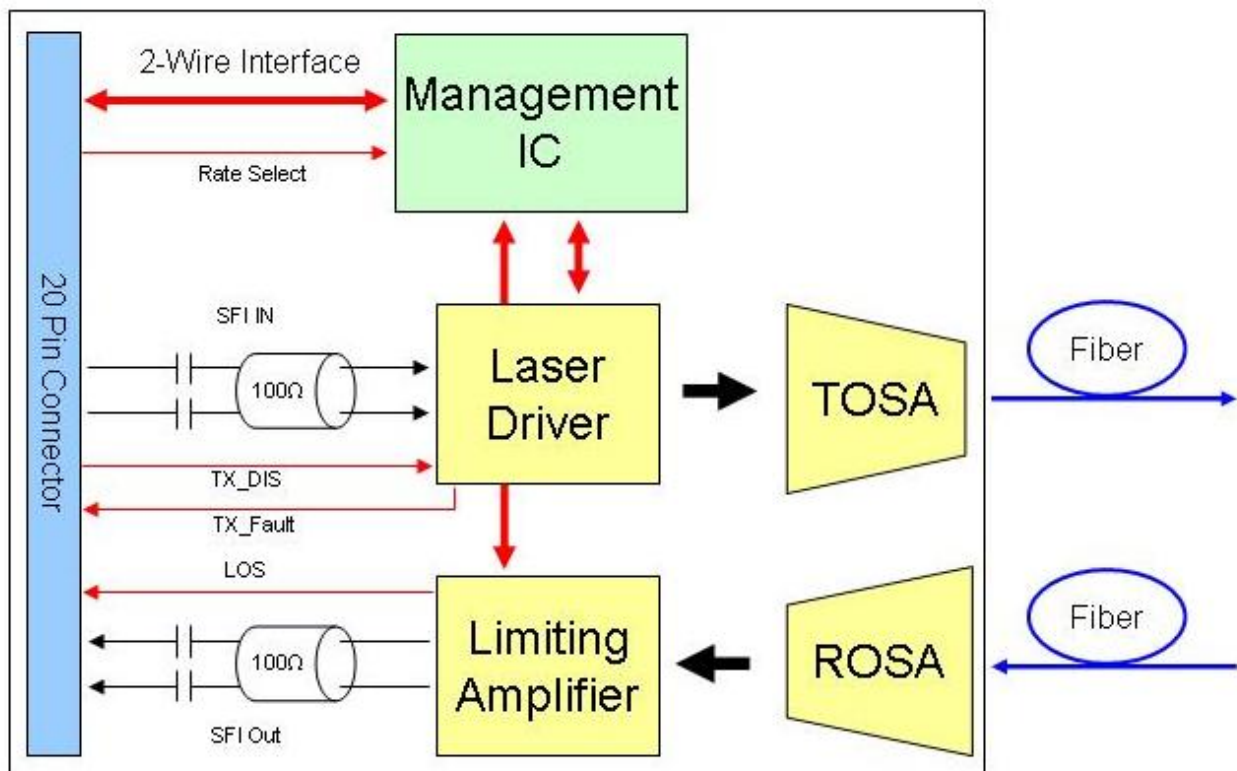 2-Wire Interface
Management
IC
Rate Select
20 Pin Connector
SFI IN
100Ω
Laser
Driver
TOSA
Fiber
TX_DIS
TX_Fault
LOS
100Ω
SFI Out
Limiting
Amplifier
ROSA
Fiber